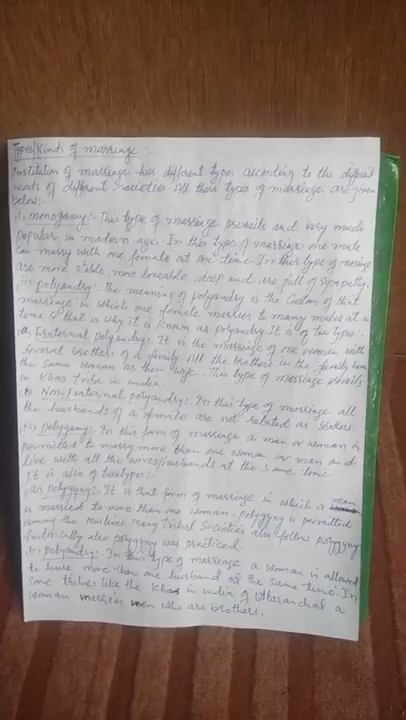 Types/Kinds of marriage:-
Institution of marriage has different types according to the different
needs of different societies. All these types of marriage are given
below:-
(i) monogamy:- This type of marriage prevails and very much
popular in modern age. In this type of marriage one male
can marry with one female at one time. In this type of marriage
are more stable, more loveable deep and are full of sympathy.
(ii) polyandry: The meaning of polyandry is the custom of that
marriage in which one female marries to many males at a
time & that is why it is known as polyandry. It is of two types:-
(a) Fraternal polyandry: It is the marriage of one woman with
several brothers of a family. All the brothers in the family have
the same woman as their wife. This type of marriage prevails
in Khas tribe in india.
(b) Non-Fraternal polyandry: In this type of marriage all
the husbands of a female are not related as
(iii) polygamy: In this form of marriage a man or woman is
permitted to marry more than one woman or man and
live with all the wives/husbands at the same time.
It is also of two types:-
(a) polygyny:- It is that form of marriage in which a man
is married to more than one woman. polygyny is permitted
among the muslims, many tribal societies also follow polygyny
historically also polygyny was practiced.
(b) polyandry: In this type of marriage a woman is allowed
to have more than one husband at the same time. In
some tribes like the Khas in india of Uttaranchal a
woman marries men who are brothers.